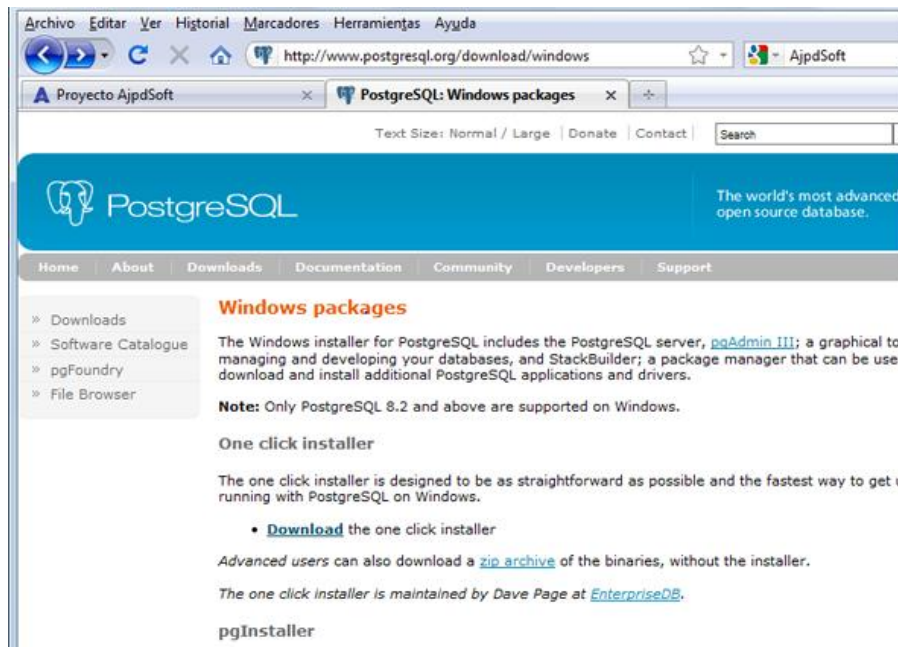 Archivo Editar Ver Historial Marcadores Herramientas Ayuda
http://www.postgresql.org/download/windows AjpdSoft
Proyecto AjpdSoft PostgreSQL: Windows packages
Text Size: Normal / Large | Donate | Contact | Search
PostgreSQL
The world's most advanced
open source database.
Home About Downloads Documentation Community Developers Support
» Downloads
» Software Catalogue
» pgFoundry
» File Browser
Windows packages
The Windows installer for PostgreSQL includes the PostgreSQL server, pgAdmin III; a graphical to
managing and developing your databases, and StackBuilder; a package manager that can be use
download and install additional PostgreSQL applications and drivers.
Note: Only PostgreSQL 8.2 and above are supported on Windows.
One click installer
The one click installer is designed to be as straightforward as possible and the fastest way to get
running with PostgreSQL on Windows.
• Download the one click installer
Advanced users can also download a zip archive of the binaries, without the installer.
The one click installer is maintained by Dave Page at EnterpriseDB.
pgInstaller